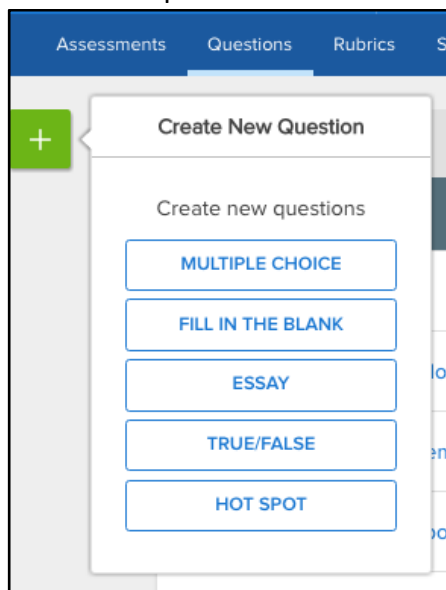 Assessments Questions Rubrics S
+
Create New Question
Create new questions
MULTIPLE CHOICE
FILL IN THE BLANK
ESSAY
TRUE/FALSE
HOT SPOT